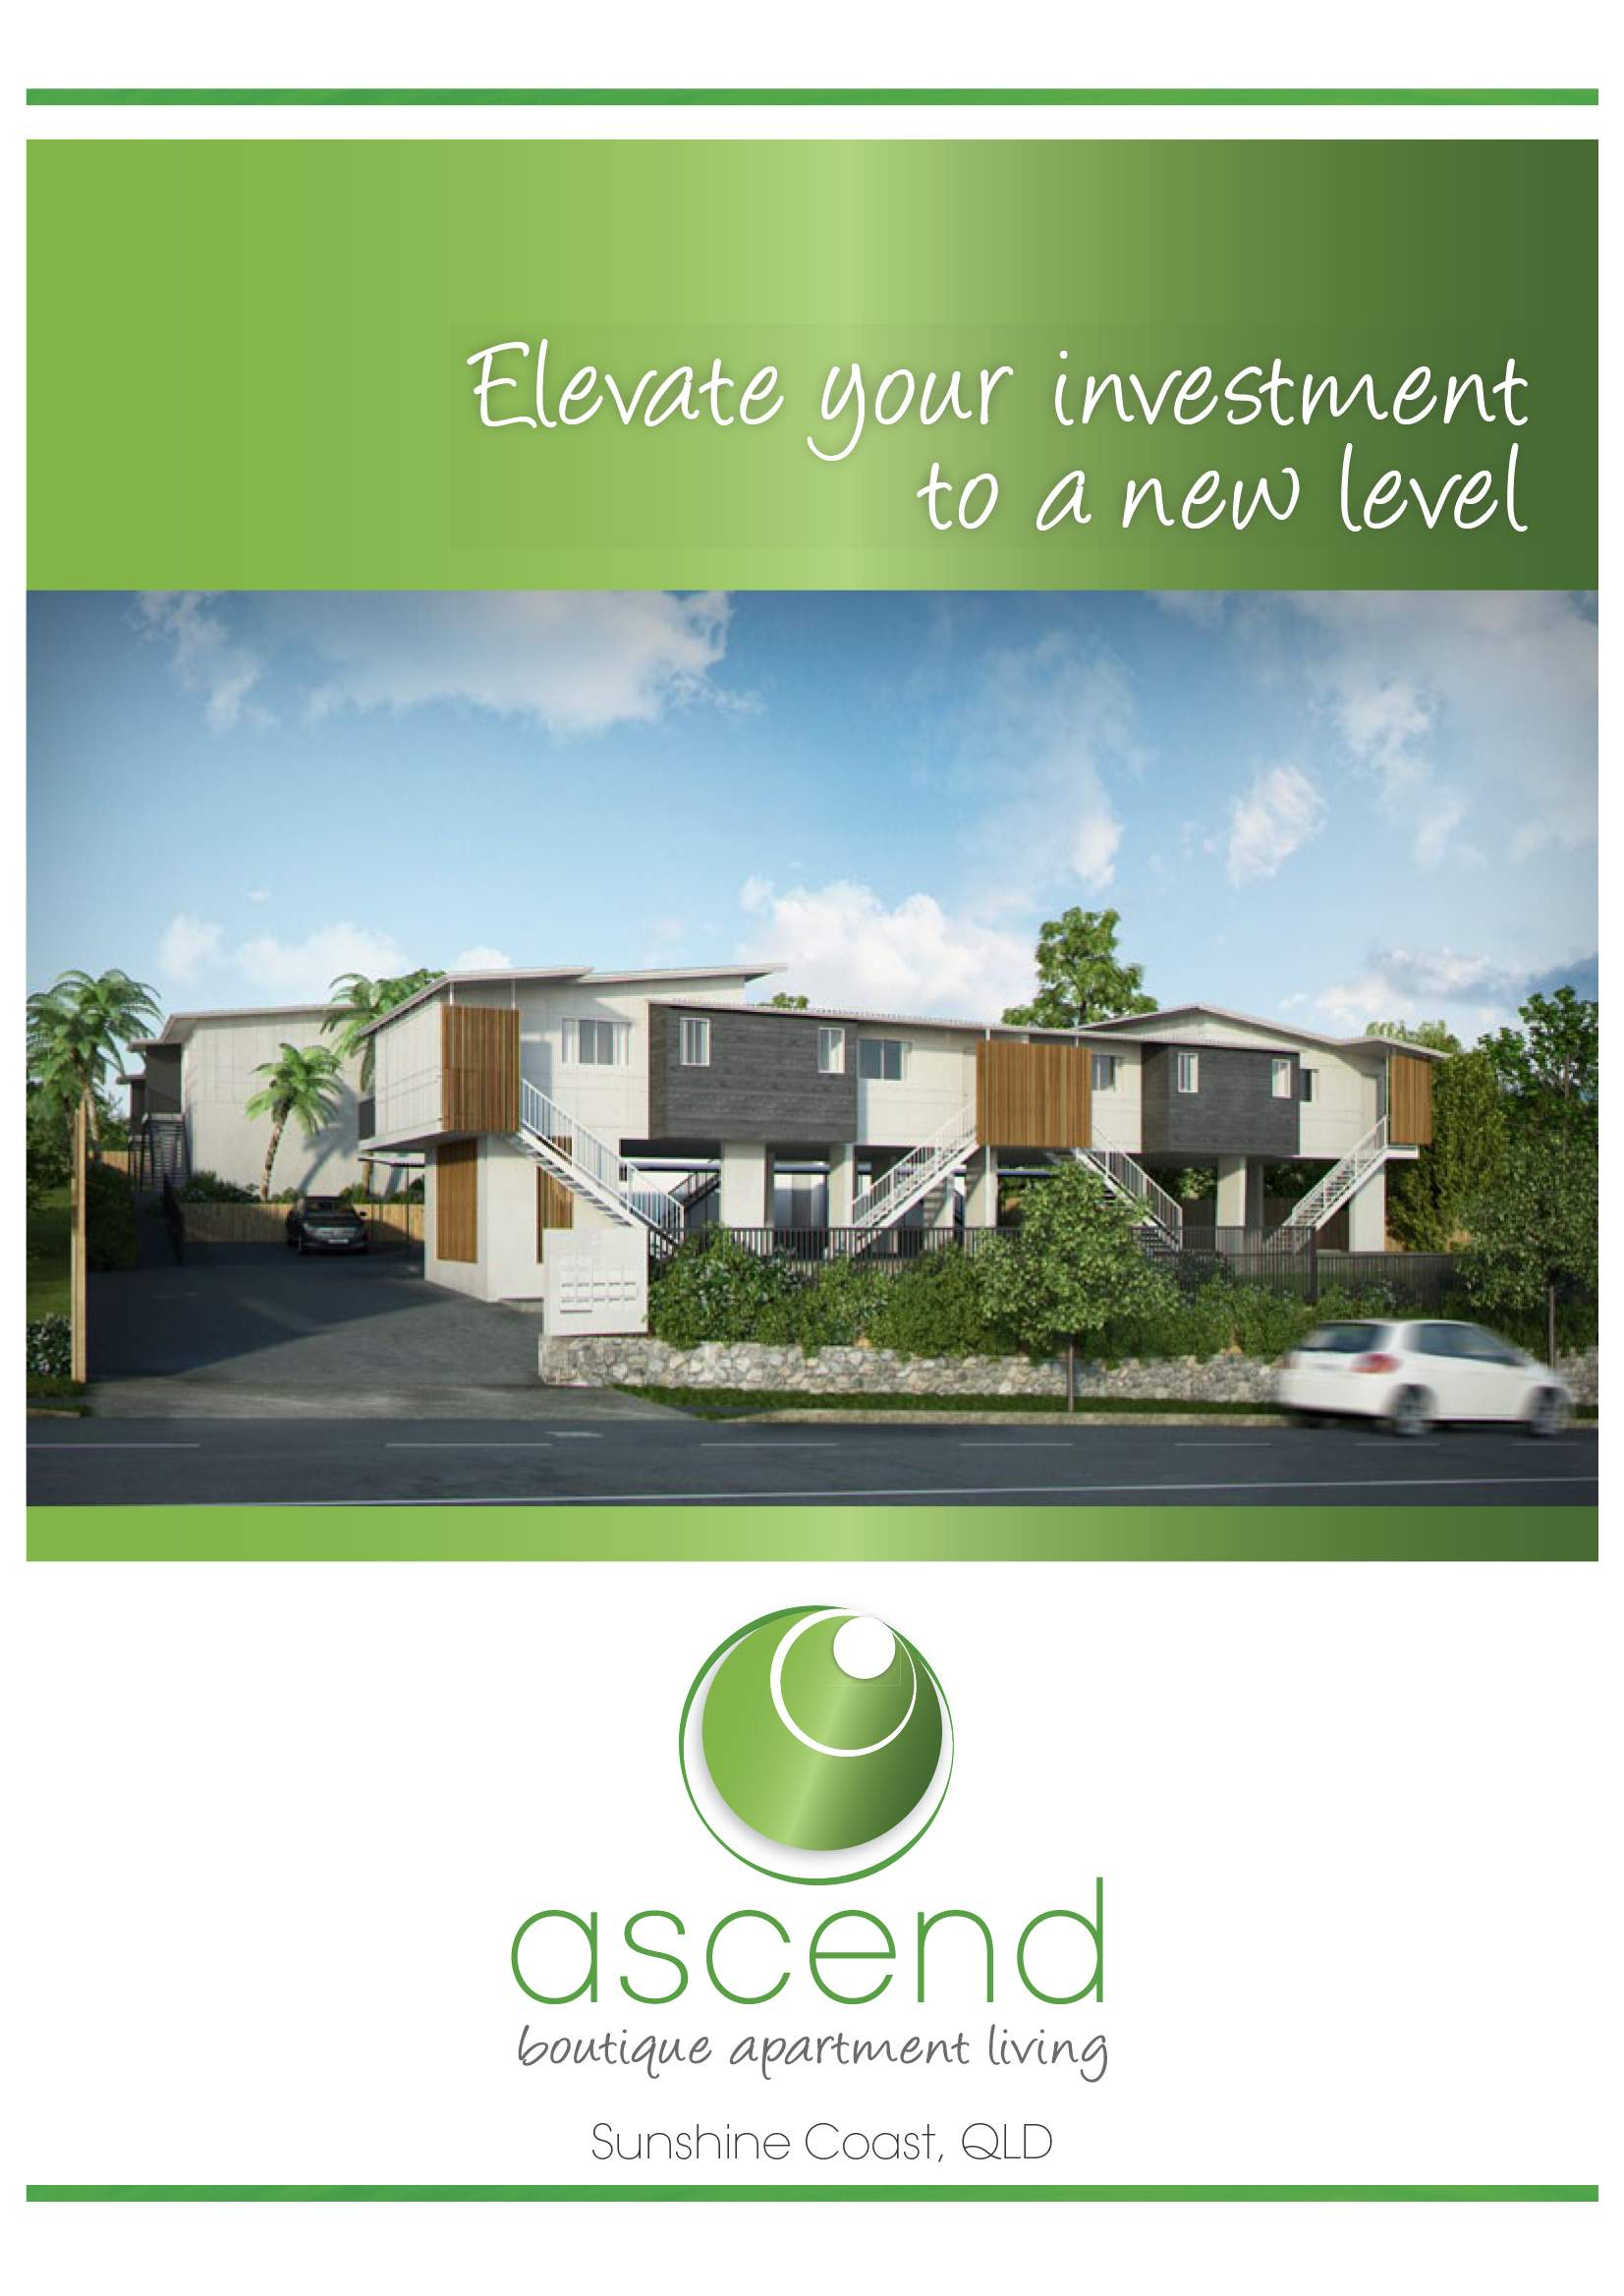 Elevate your investment
to a new level
ascend
boutique apartment living
Sunshine Coast, QLD